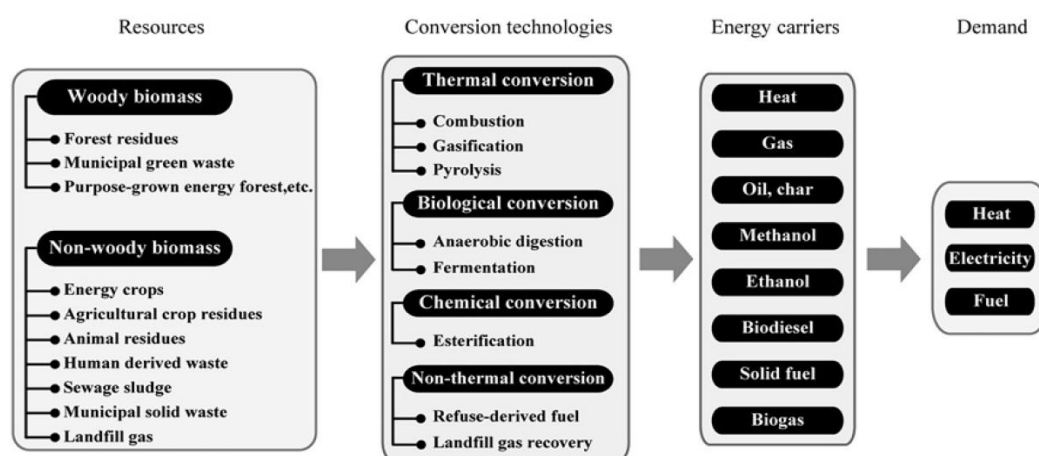 Resources
Woody biomass
Forest residues
Municipal green waste
Purpose-grown energy forest,etc.
Non-woody biomass
Energy crops
Agricultural crop residues
Animal residues
Human derived waste
Sewage sludge
Municipal solid waste
Landfill gas
Conversion technologies
Thermal conversion
Combustion
Gasification
Pyrolysis
Biological conversion
Anaerobic digestion
Fermentation
Chemical conversion
Esterification
Non-thermal conversion
Refuse-derived fuel
Landfill gas recovery
Energy carriers
Heat
Gas
Oil, char
Methanol
Ethanol
Biodiesel
Solid fuel
Biogas
Demand
Heat
Electricity
Fuel